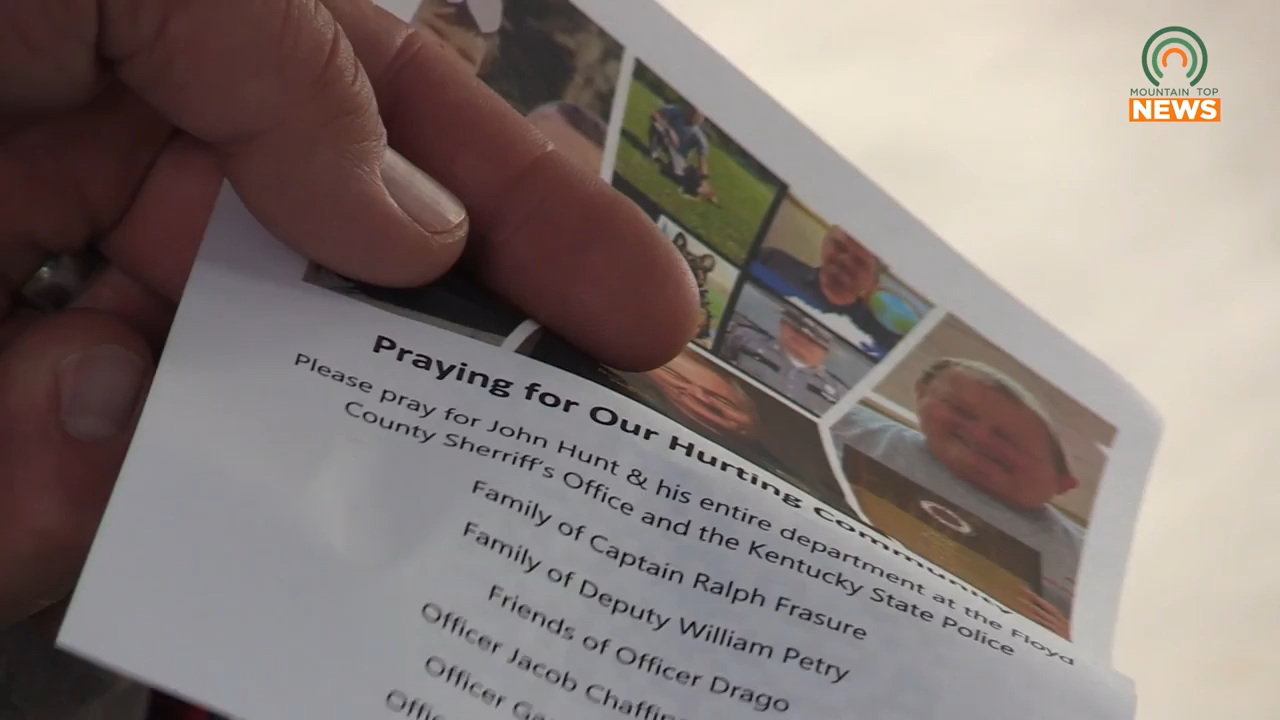 MOUNTAIN TOP
NEWS
Praying for Our Hurting Community
Please pray for John Hunt & his entire department at the Floyd
County Sherriff's Office and the Kentucky State Police
Family of Captain Ralph Frasure
Family of Deputy William Petry
Friends of Officer Drago
Officer Jacob
Officer